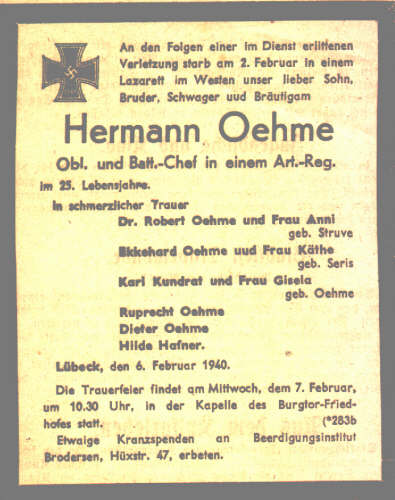 An den Folgen einer im Dienst erlittenen
Verletzung starb am 2. Februar in einem
Lazarett im Westen unser lieber Sohn,
Bruder, Schwager uud Bräutigam
Hermann Oehme
Obl. und Batt.-Chef in einem Art.-Reg.
im 25. Lebensjahre.
In schmerzlicher Trauer
Dr. Robert Oehme und Frau Anni
geb. Struve
Ekkehard Oehme uud Frau Käthe
geb. Seris
Karl Kundrat und Frau Gisela
geb. Oehme
Ruprecht Oehme
Dieter Oehme
Hilde Hafner.
Lübeck, den 6. Februar 1940.
Die Trauerfeier findet am Mittwoch, dem 7. Februar,
um 10.30 Uhr, in der Kapelle des Burgtor-Fried-
hofes statt. (*283b
Etwaige Kranzspenden an Beerdigungsinstitut
Brodersen, Hüxstr. 47, erbeten.